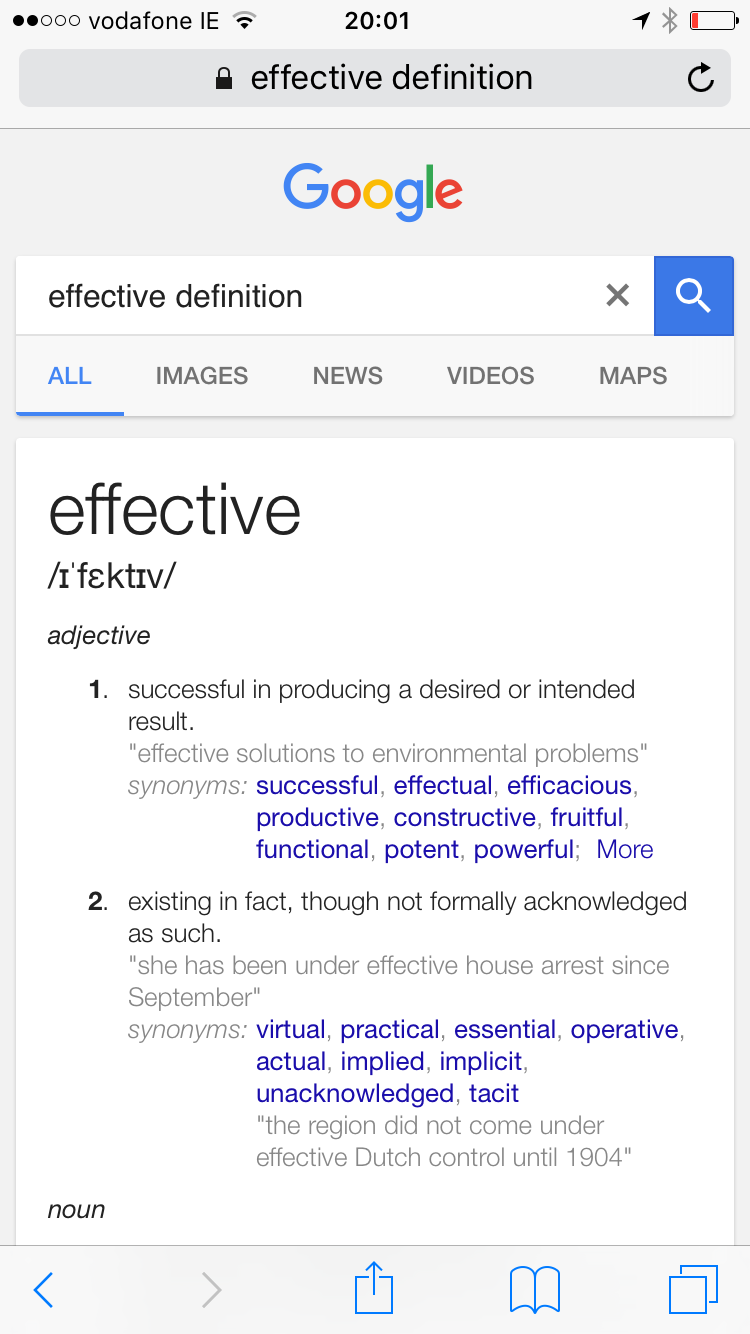 vodafone IE 20:01
effective definition
Google
effective definition
ALL IMAGES NEWS VIDEOS MAPS
effective
/ɪˈfɛktɪv/
adjective
1. successful in producing a desired or intended
result.
"effective solutions to environmental problems"
synonyms: successful, effectual, efficacious,
productive, constructive, fruitful,
functional, potent, powerful; More
2. existing in fact, though not formally acknowledged
as such.
"she has been under effective house arrest since
September"
synonyms: virtual, practical, essential, operative,
actual, implied, implicit,
unacknowledged, tacit
"the region did not come under
effective Dutch control until 1904"
noun